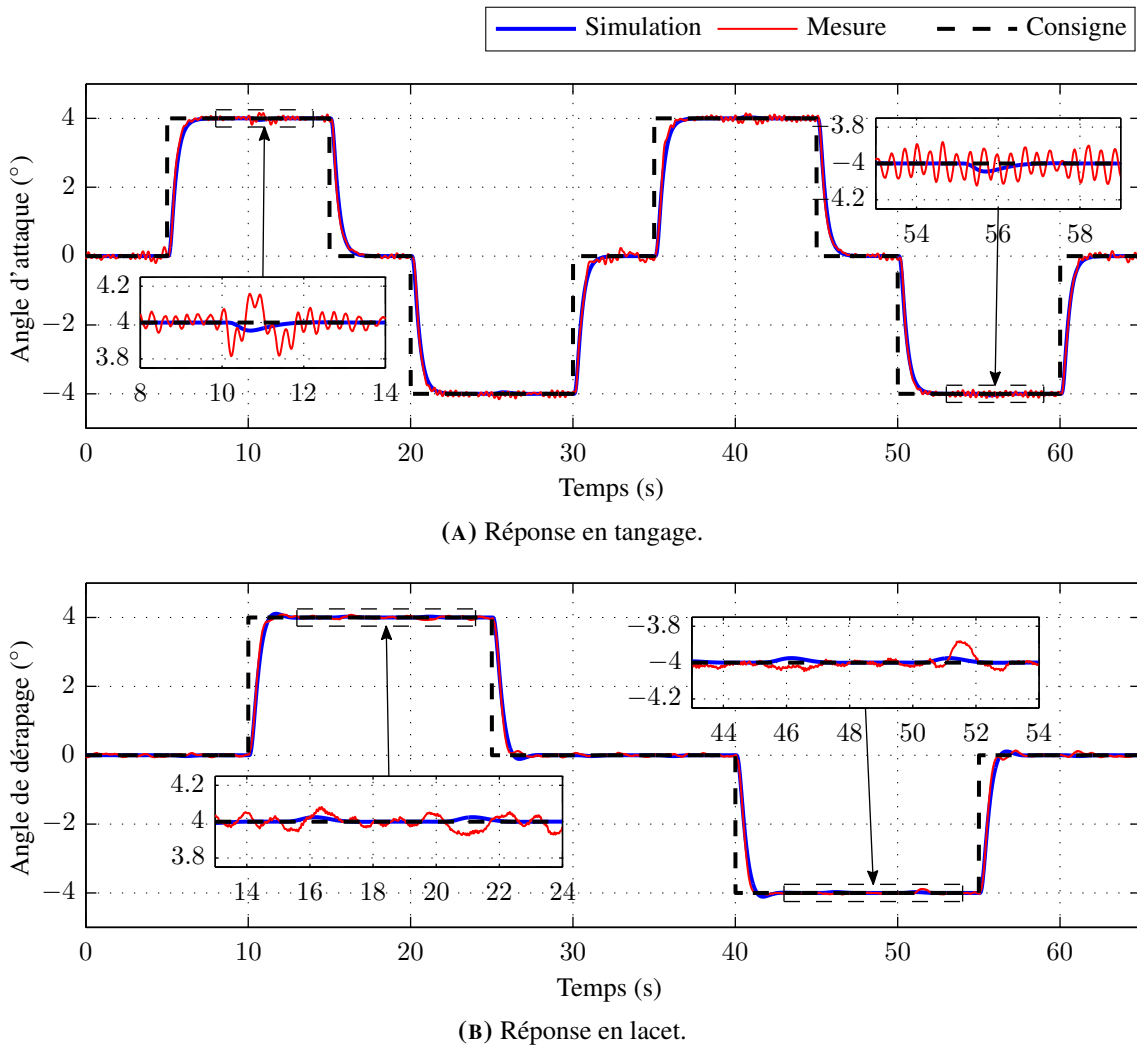 Simulation Mesure Consigne
4
2
0
−2
−4
0 10 20 30 40 50 60
Angle d'attaque (°)
Temps (s)
4.2
4
3.8
8 10 12 14
−3.8
−4
−4.2
54 56 58
(A) Réponse en tangage.
4
2
0
−2
−4
0 10 20 30 40 50 60
Angle de dérapage (°)
Temps (s)
4.2
4
3.8
14 16 18 20 22 24
−3.8
−4
−4.2
44 46 48 50 52 54
(B) Réponse en lacet.